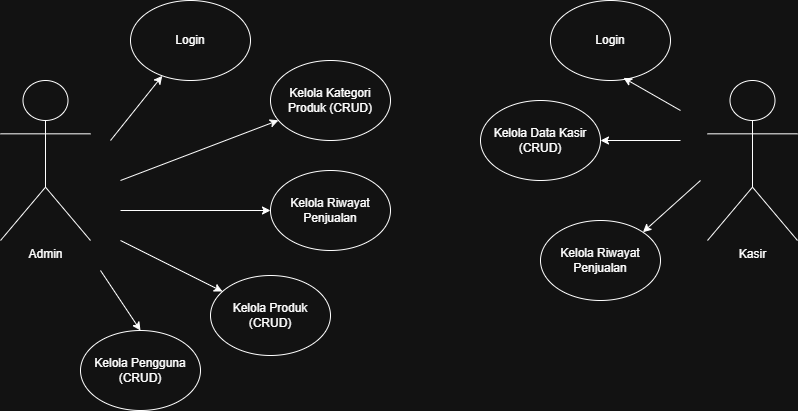 Login
Kelola Kategori
Produk (CRUD)
Kelola Riwayat
Penjualan
Kelola Produk
(CRUD)
Kelola Pengguna
(CRUD)
Admin
Login
Kelola Data Kasir
(CRUD)
Kelola Riwayat
Penjualan
Kasir